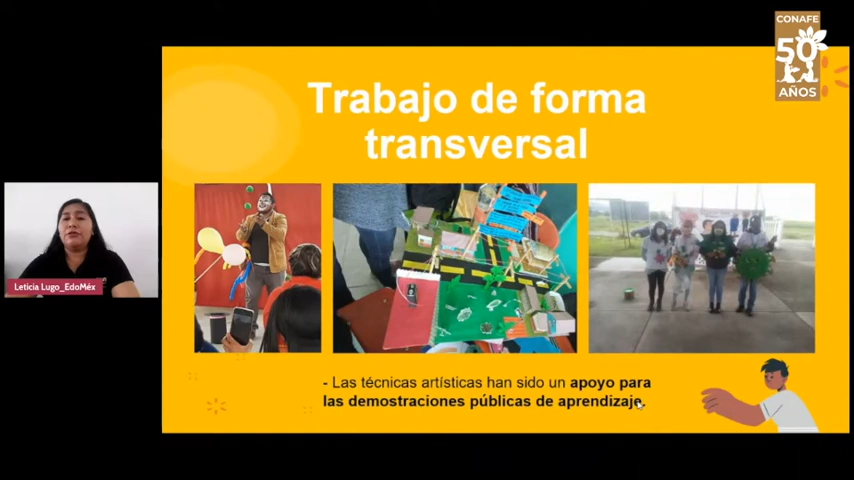 CONAFE
50
AÑOS
Trabajo de forma
transversal
Leticia Lugo_EdoMéx
- Las técnicas artísticas han sido un apoyo para
las demostraciones públicas de aprendizaje.